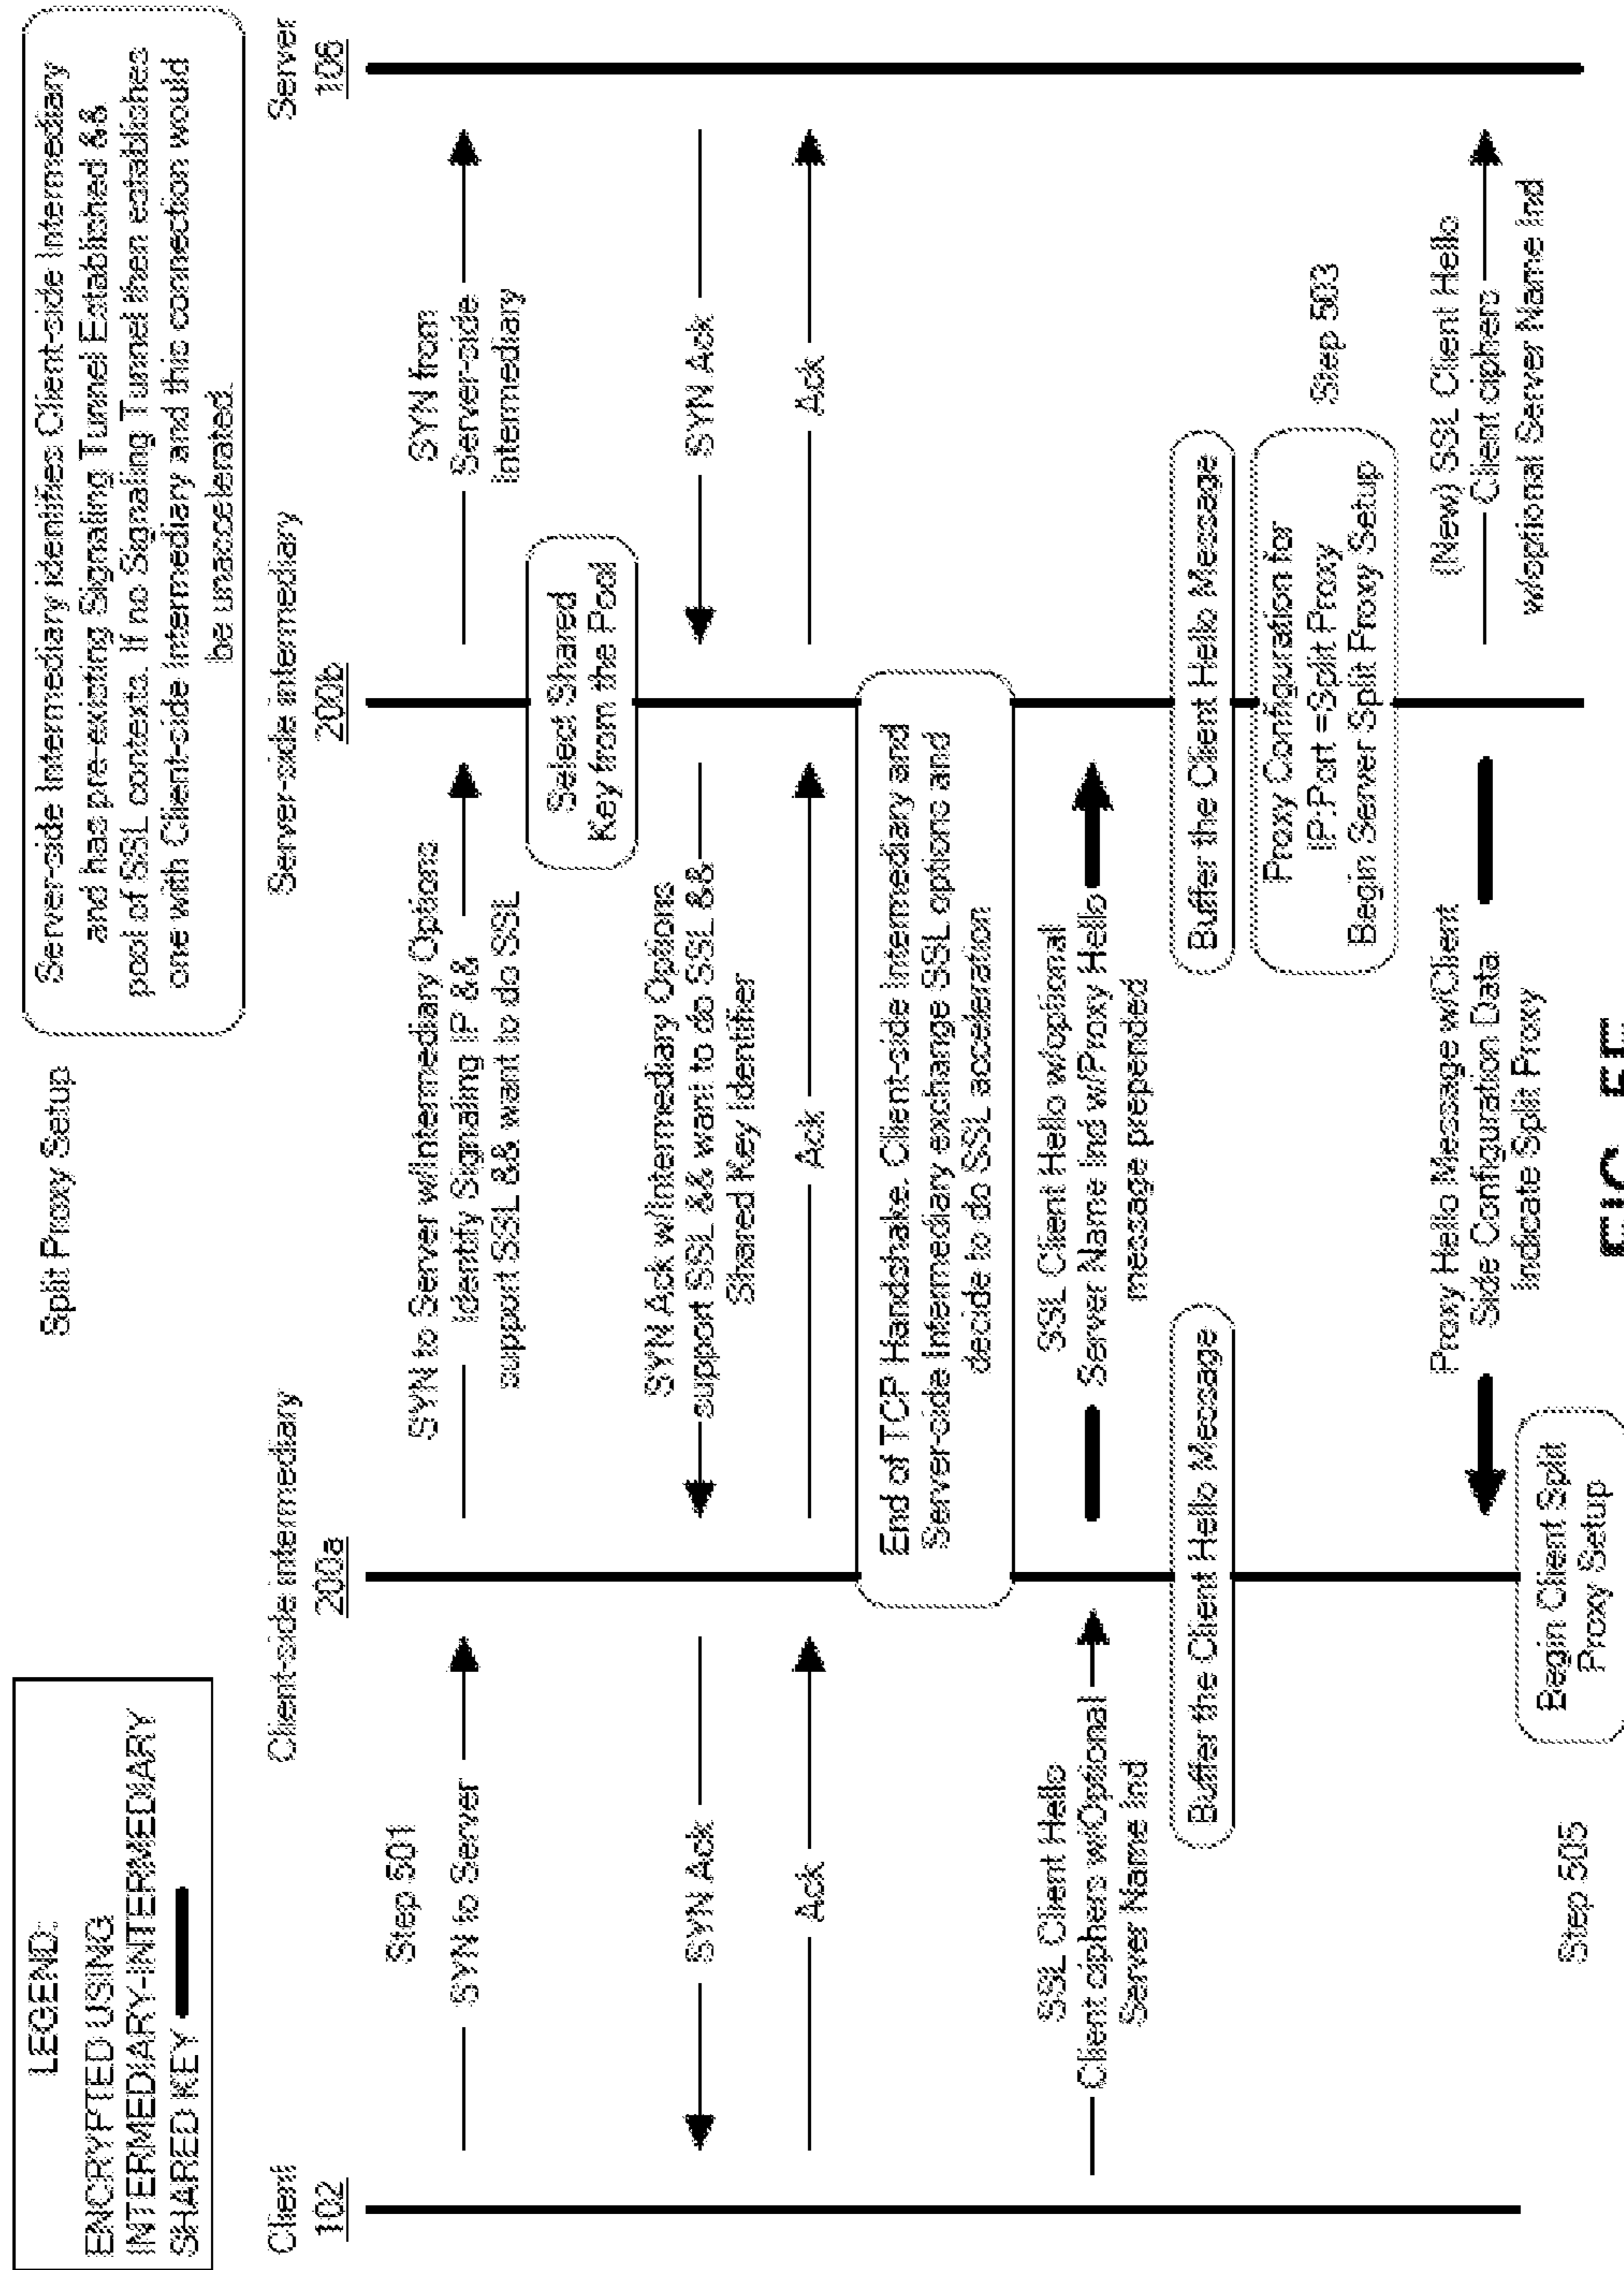 LEGEND:
ENCRYPTED USING
INTERMEDIARY-INTERMEDIARY
SHARED KEY
Split Proxy Setup
Server-side Intermediary identifies Client-side Intermediary
and has pre-existing Signaling Tunnel Established &&
pool of SSL contexts. If no Signaling Tunnel then establishes
one with Client-side Intermediary and this connection would
be unaccelerated.
Client
102
Client-side intermediary
200a
Server-side intermediary
200b
Server
106
Step 501
SYN to Server
SYN to Server w/Intermediary Options
Identify Signaling IP &&
support SSL && want to do SSL
SYN from
Server-side
intermediary
Select Shared
Key from the Pool
SYN Ack
SYN Ack w/Intermediary Options
support SSL && want to do SSL &&
Shared Key Identifier
SYN Ack
Ack
Ack
Ack
End of TCP Handshake. Client-side Intermediary and
Server-side Intermediary exchange SSL options and
decide to do SSL acceleration
SSL Client Hello
Client ciphers w/Optional
Server Name Ind
SSL Client Hello w/optional
Server Name Ind w/Proxy Hello
message prepended
Buffer the Client Hello Message
Buffer the Client Hello Message
Proxy Configuration for
IP:Port =Split Proxy
Begin Server Split Proxy Setup
Step 503
Proxy Hello Message w/Client
Side Configuration Data
Indicate Split Proxy
(New) SSL Client Hello
Client ciphers
w/optional Server Name Ind
Step 505
Begin Client Split
Proxy Setup